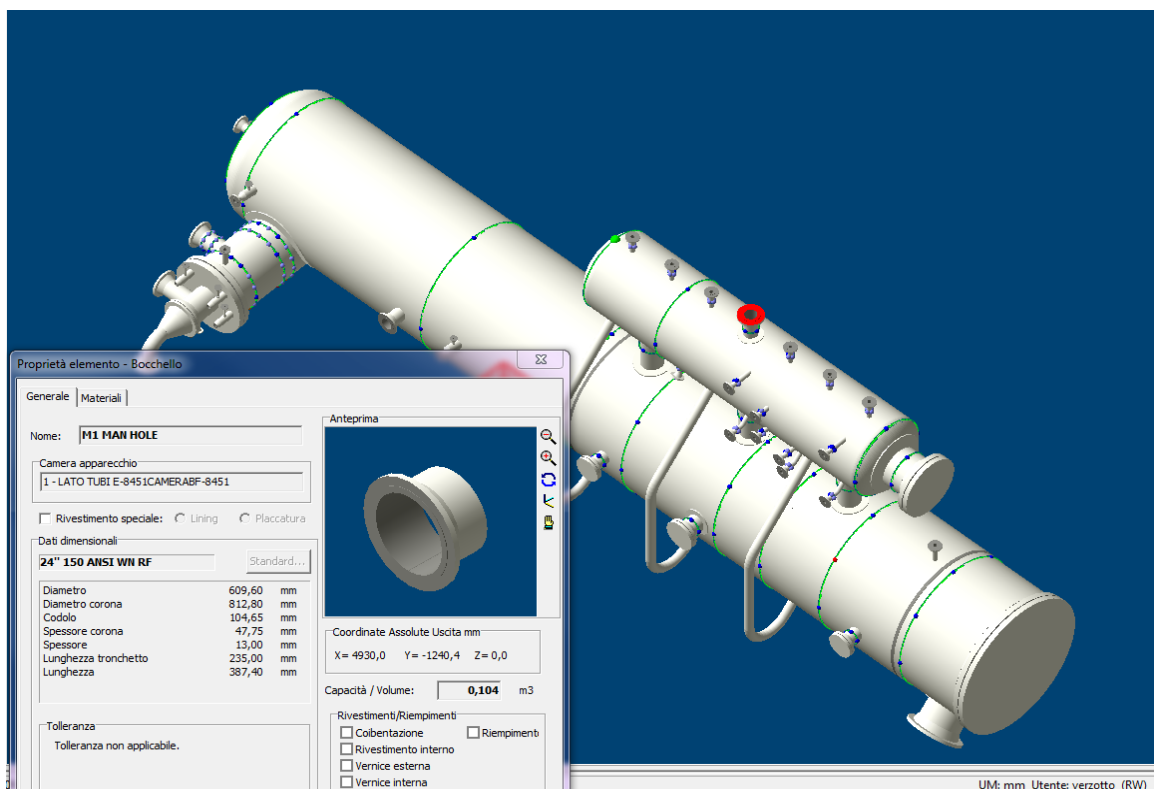 Proprietà elemento - Bocchello
Generale
Materiali
Nome:
M1 MAN HOLE
Camera apparecchio
1 - LATO TUBI E-8451CAMERABF-8451
Rivestimento speciale:
Lining
Placcatura
Dati dimensionali
24" 150 ANSI WN RF
Standard...
Diametro 609,60 mm
Diametro corona 812,80 mm
Codolo 104,65 mm
Spessore corona 47,75 mm
Spessore 13,00 mm
Lunghezza tronchetto 235,00 mm
Lunghezza 387,40 mm
Tolleranza
Tolleranza non applicabile.
Anteprima
Coordinate Assolute Uscita mm
X= 4930,0 Y= -1240,4 Z= 0,0
Capacità / Volume: 0,104 m3
Rivestimenti/Riempimenti
Coibentazione
Riempimento
Rivestimento interno
Vernice esterna
Vernice interna
UM: mm Utente: verzotto (RW)